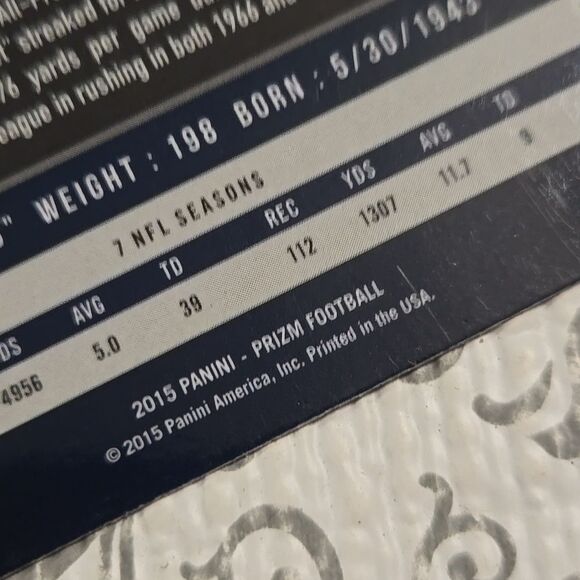 streaked for
yards per game
league in rushing in both 1966 and
WEIGHT : 198 BORN : 5/30/1943
7 NFL SEASONS
AVG TD REC YDS AVG TD
4956 5.0 39 112 1307 11.7 9
2015 PANINI - PRIZM FOOTBALL
© 2015 Panini America, Inc. Printed in the USA.